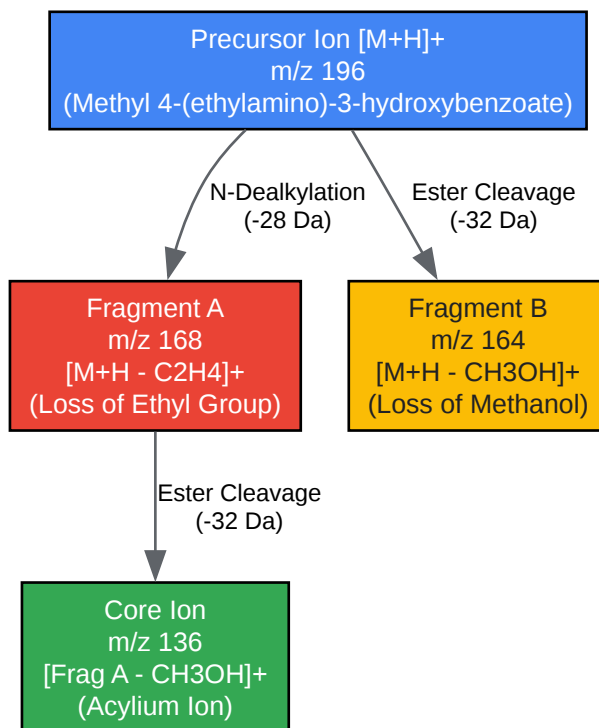 Precursor Ion [M+H]+
m/z 196
(Methyl 4-(ethylamino)-3-hydroxybenzoate)
N-Dealkylation
(-28 Da)
Ester Cleavage
(-32 Da)
Fragment A
m/z 168
[M+H - C2H4]+
(Loss of Ethyl Group)
Fragment B
m/z 164
[M+H - CH3OH]+
(Loss of Methanol)
Ester Cleavage
(-32 Da)
Core Ion
m/z 136
[Frag A - CH3OH]+
(Acylium Ion)